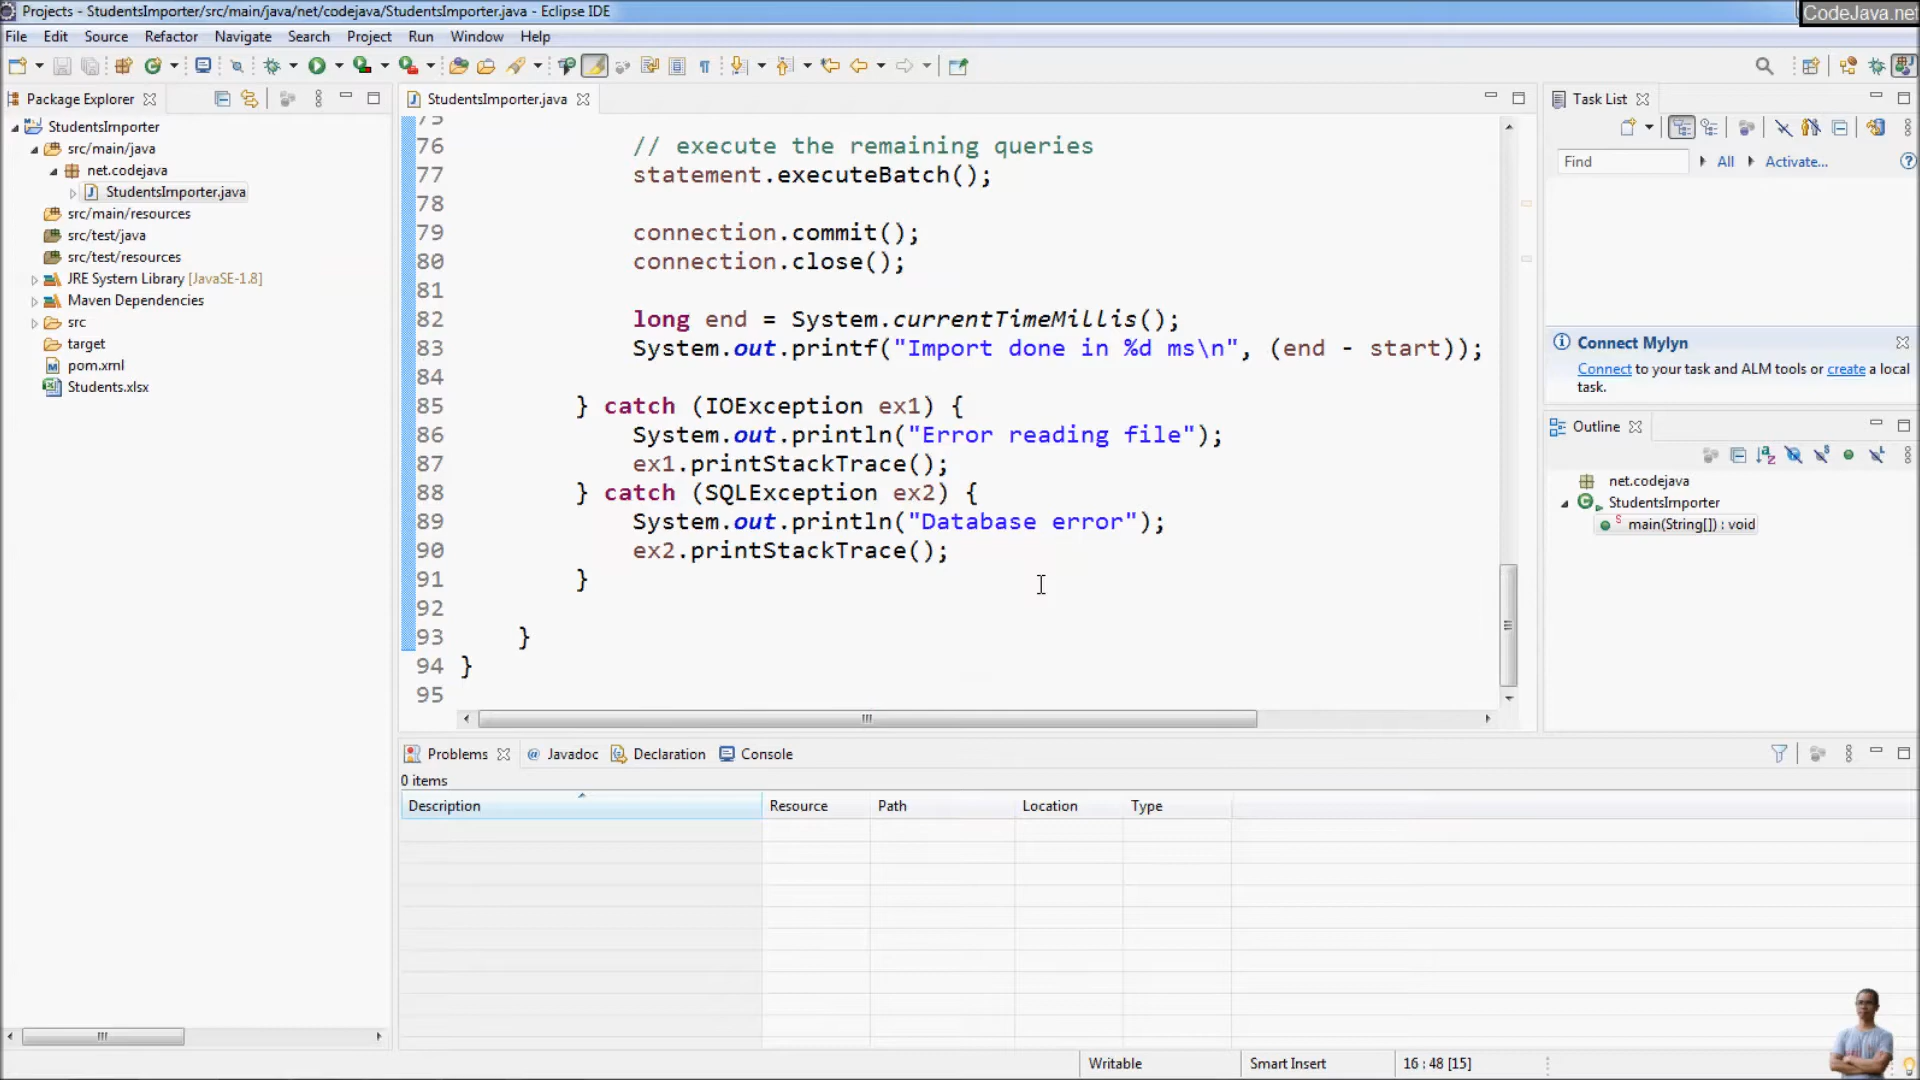 Projects - StudentsImporter/src/main/java/net/codejava/StudentsImporter.java - Eclipse IDE
CodeJava.net
File Edit Source Refactor Navigate Search Project Run Window Help
Package Explorer
StudentsImporter.java
Task List
StudentsImporter
src/main/java
net.codejava
StudentsImporter.java
src/main/resources
src/test/java
src/test/resources
JRE System Library [JavaSE-1.8]
Maven Dependencies
src
target
pom.xml
Students.xlsx
75
76 // execute the remaining queries
77 statement.executeBatch();
78
79 connection.commit();
80 connection.close();
81
82 long end = System.currentTimeMillis();
83 System.out.printf("Import done in %d ms\n", (end - start));
84
85 } catch (IOException ex1) {
86 System.out.println("Error reading file");
87 ex1.printStackTrace();
88 } catch (SQLException ex2) {
89 System.out.println("Database error");
90 ex2.printStackTrace();
91 }
92
93 }
94 }
95
Find All Activate...
Connect Mylyn
Connect to your task and ALM tools or create a local
task.
Outline
net.codejava
StudentsImporter
main(String[]) : void
Problems Javadoc Declaration Console
0 items
Description Resource Path Location Type
Writable Smart Insert 16 : 48 [15]